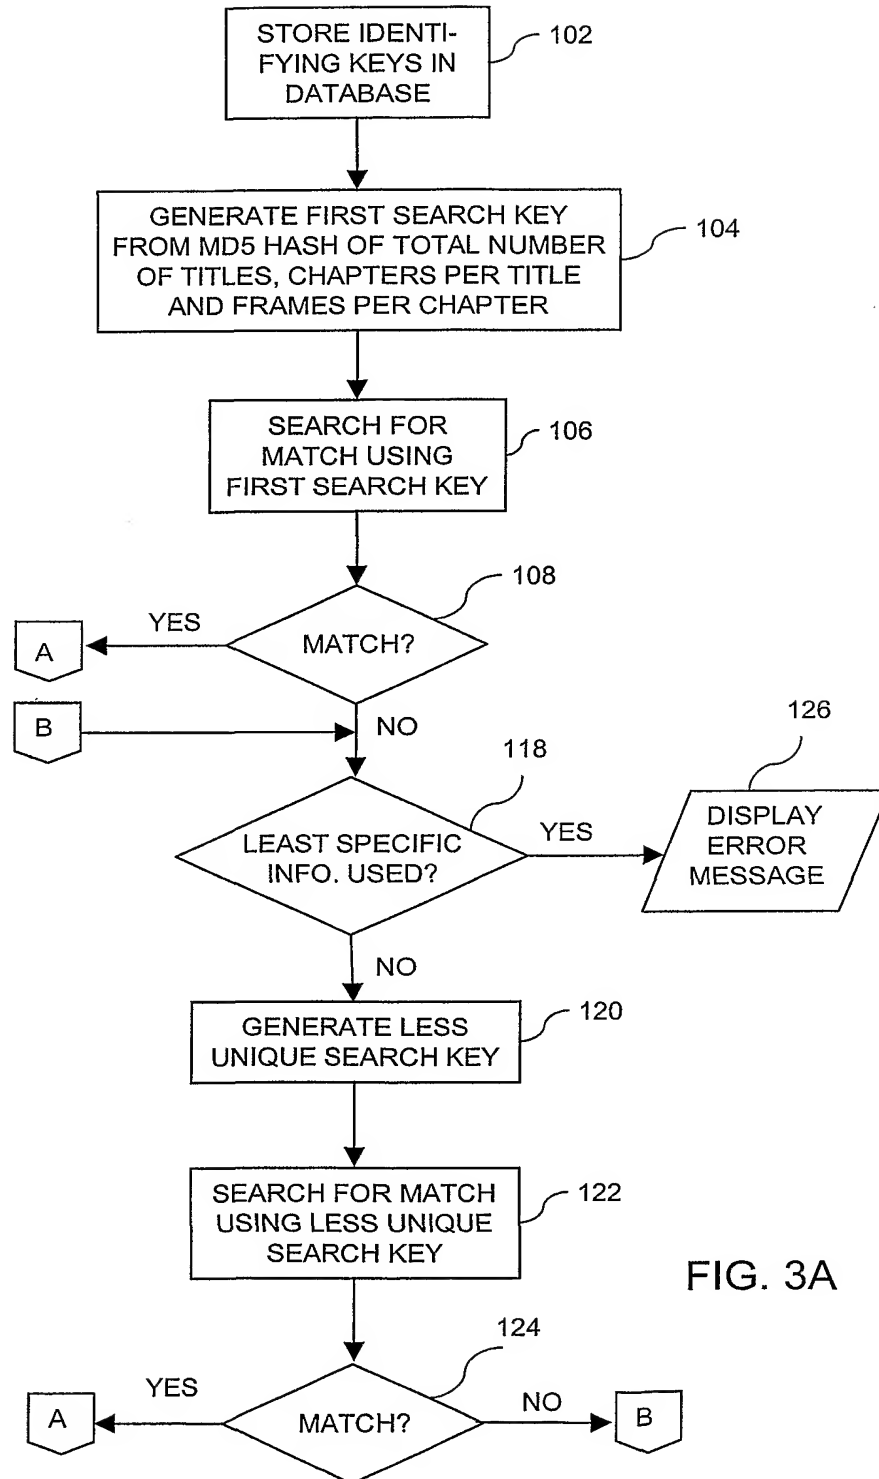 STORE IDENTI-
FYING KEYS IN
DATABASE
102
GENERATE FIRST SEARCH KEY
FROM MD5 HASH OF TOTAL NUMBER
OF TITLES, CHAPTERS PER TITLE
AND FRAMES PER CHAPTER
104
SEARCH FOR
MATCH USING
FIRST SEARCH KEY
106
108
YES
A
MATCH?
B
NO
126
118
DISPLAY
ERROR
MESSAGE
YES
LEAST SPECIFIC
INFO. USED?
NO
GENERATE LESS
UNIQUE SEARCH KEY
120
SEARCH FOR MATCH
USING LESS UNIQUE
SEARCH KEY
122
FIG. 3A
124
YES
A
MATCH?
NO
B